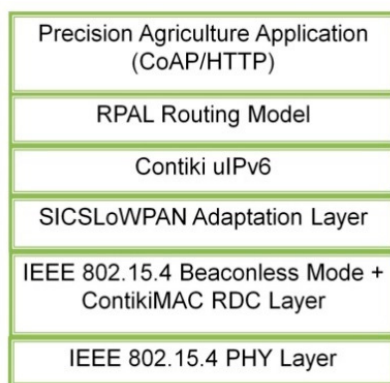 Precision Agriculture Application
(CoAP/HTTP)
RPAL Routing Model
Contiki uIPv6
SICSLoWPAN Adaptation Layer
IEEE 802.15.4 Beaconless Mode +
ContikiMAC RDC Layer
IEEE 802.15.4 PHY Layer